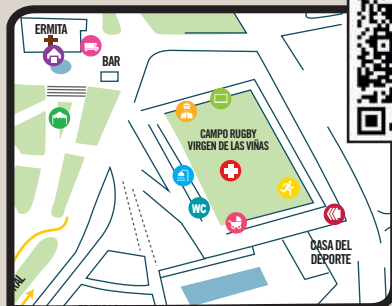 ERMITA
BAR
CAMPO RUGBY
VIRGEN DE LAS VIÑAS
WC
CASA DEL
DEPORTE